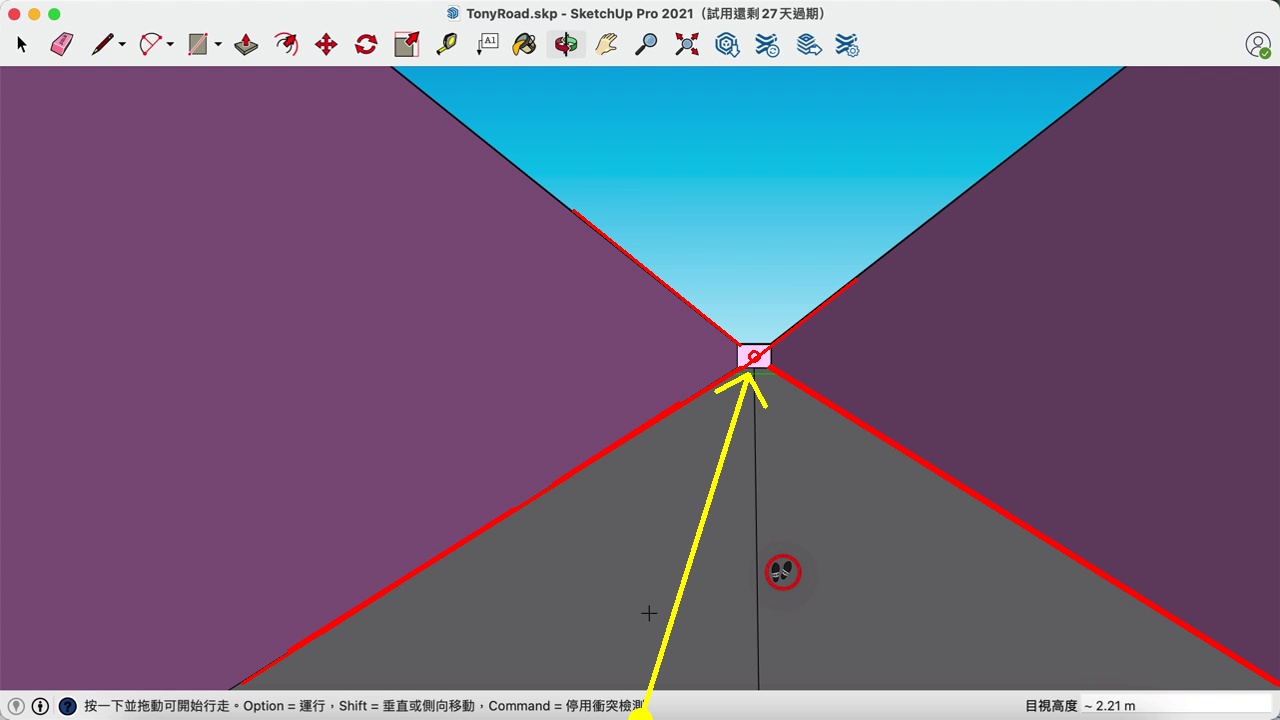 TonyRoad.skp - SketchUp Pro 2021（試用還剩 27 天過期）
A1
按一下並拖動可開始行走。Option = 運行，Shift = 垂直或側向移動，Command = 停用衝突檢測
目視高度 ~ 2.21 m